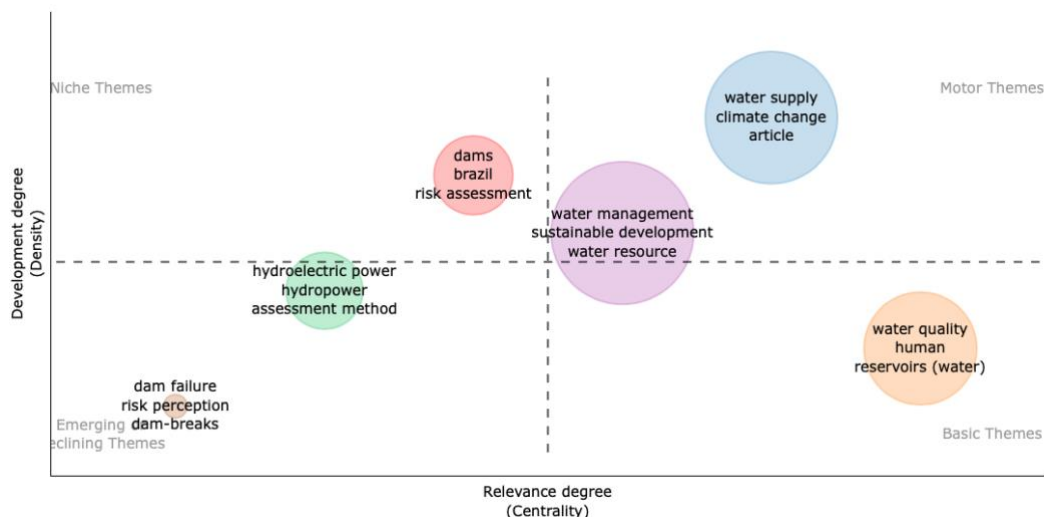 Niche Themes
Motor Themes
water supply
climate change
article
dams
brazil
risk assessment
water management
sustainable development
water resource
hydroelectric power
hydropower
assessment method
water quality
human
reservoirs (water)
dam failure
risk perception
dam-breaks
Emerging
eclining Themes
Basic Themes
Development degree
(Density)
Relevance degree
(Centrality)